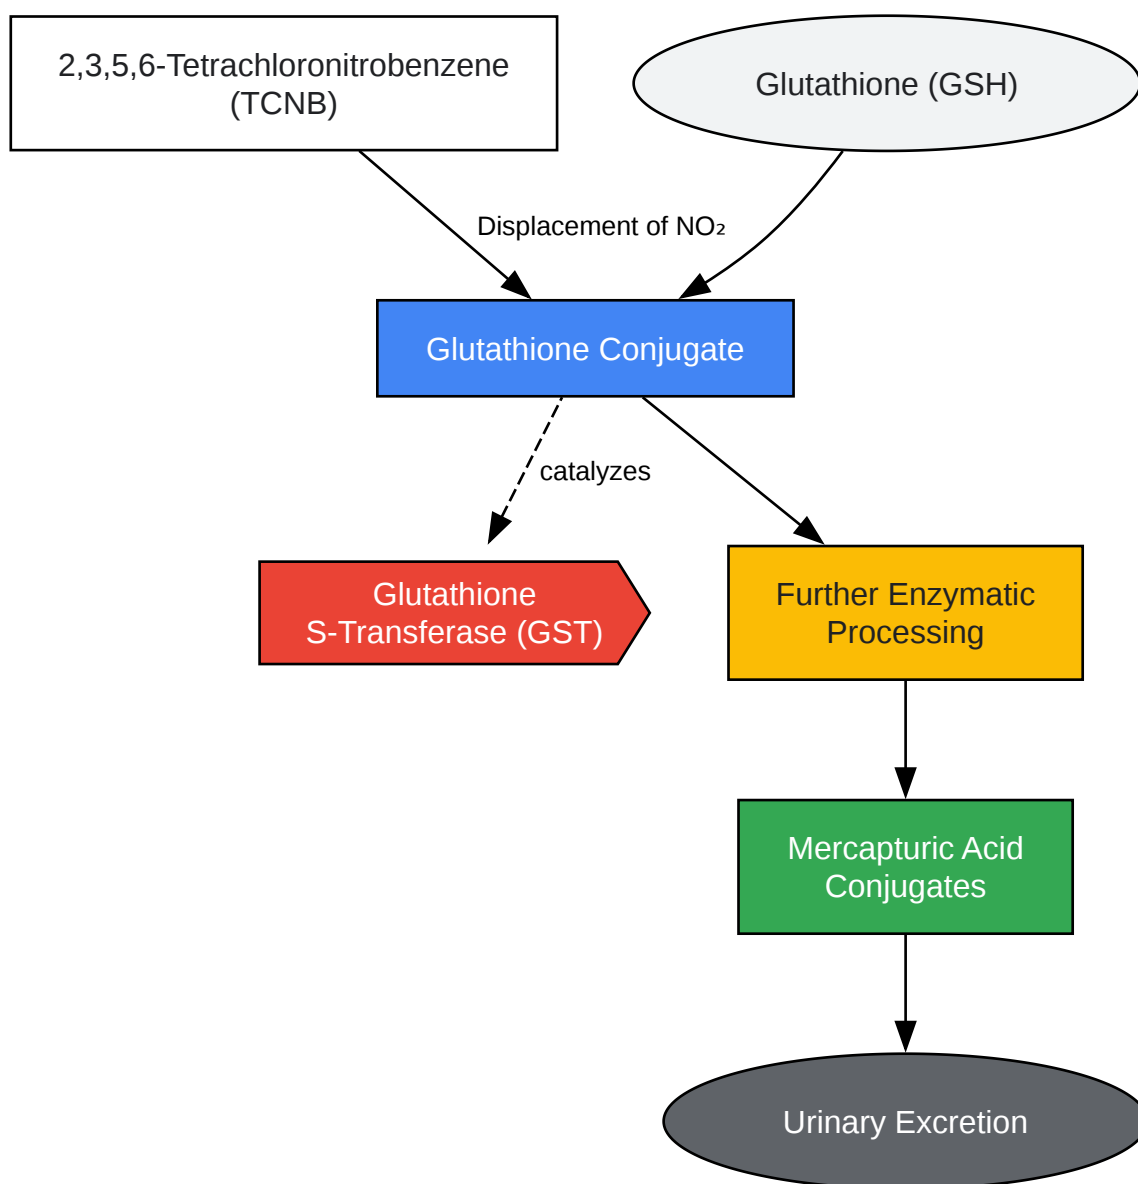 2,3,5,6-Tetrachloronitrobenzene
(TCNB)
Glutathione (GSH)
Displacement of NO₂
Glutathione Conjugate
catalyzes
Glutathione
S-Transferase (GST)
Further Enzymatic
Processing
Mercapturic Acid
Conjugates
Urinary Excretion